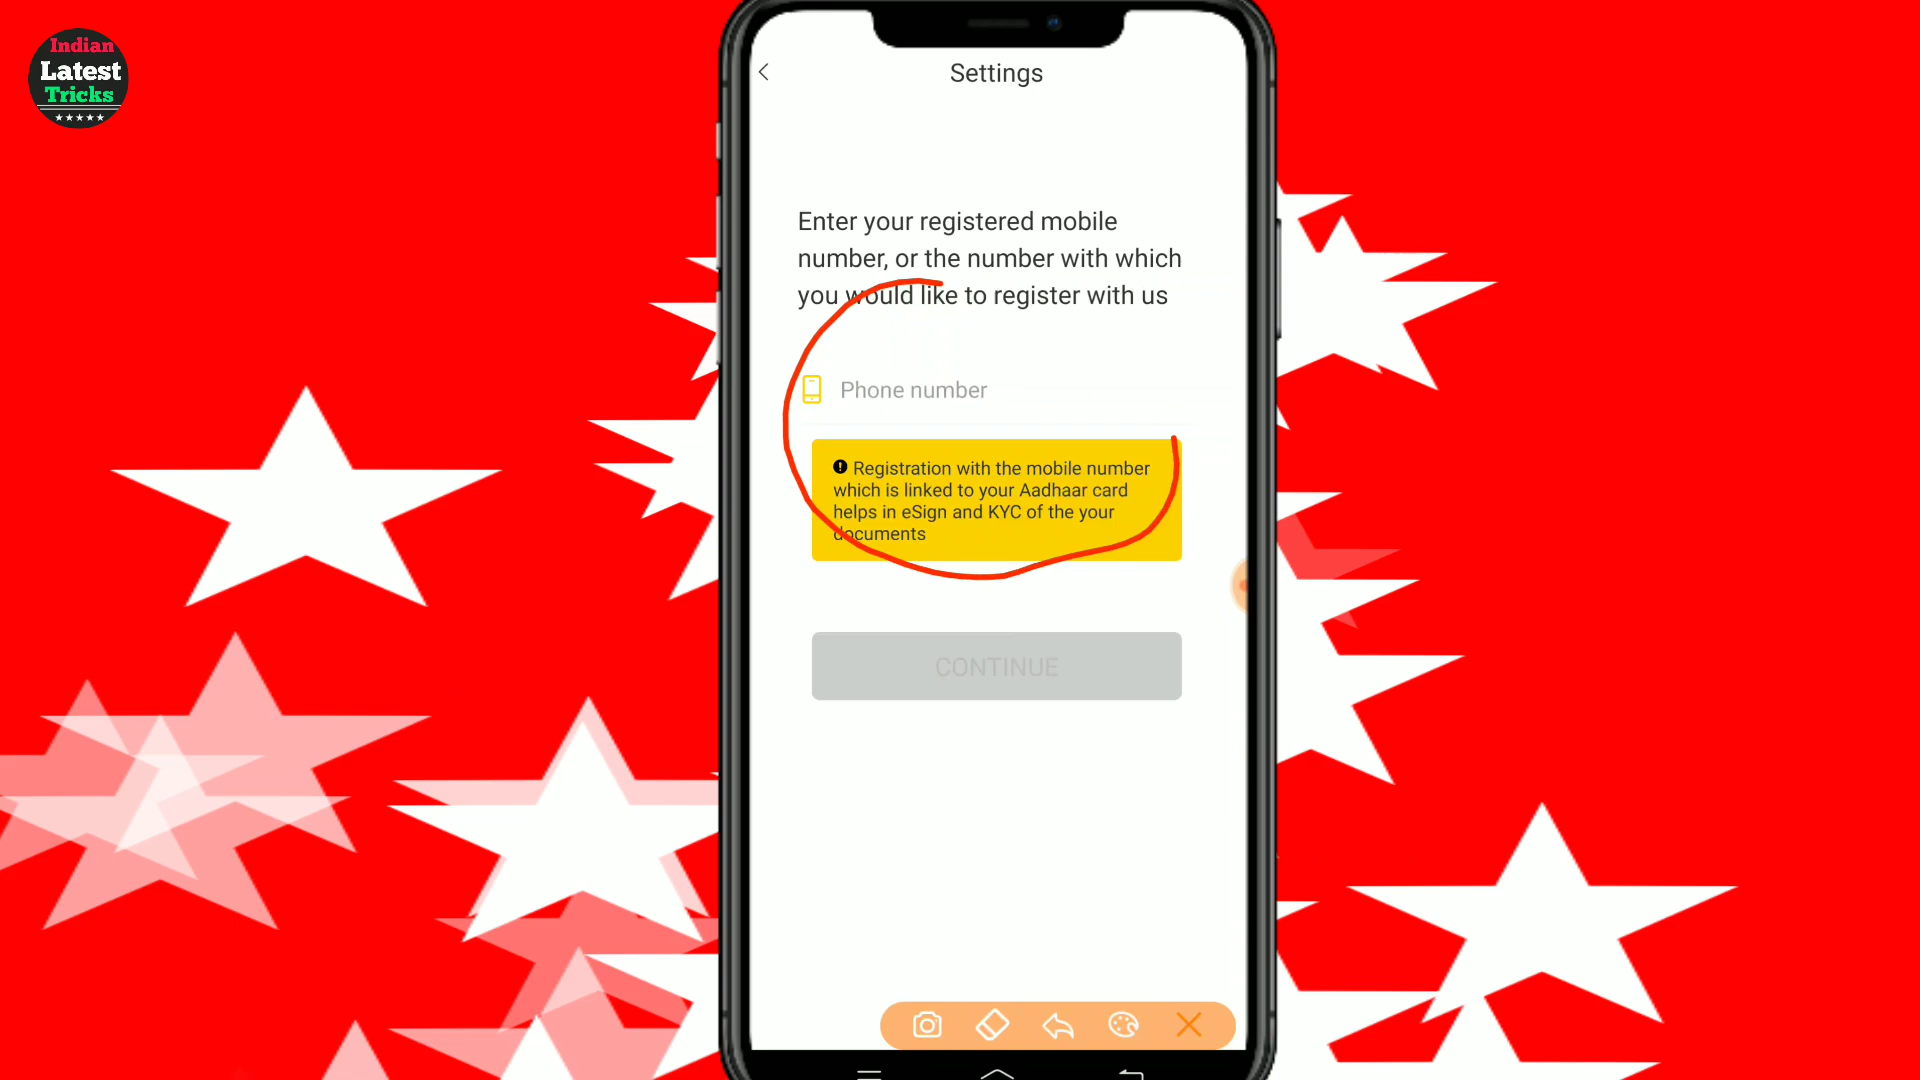 Indian
Latest
Tricks
Settings
Enter your registered mobile
number, or the number with which
you would like to register with us
Phone number
Registration with the mobile number
which is linked to your Aadhaar card
helps in eSign and KYC of the your
documents
CONTINUE